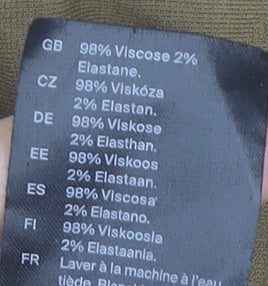 GB 98% Viscose 2%
Elastane.
CZ 98% Viskóza
2% Elastan.
DE 98% Viskose
2% Elasthan.
EE 98% Viskoos
2% Elastaan.
ES 98% Viscosa
2% Elastano.
FI 98% Viskoosia
2% Elastaania.
FR Laver à la machine à l'eau
tiède.